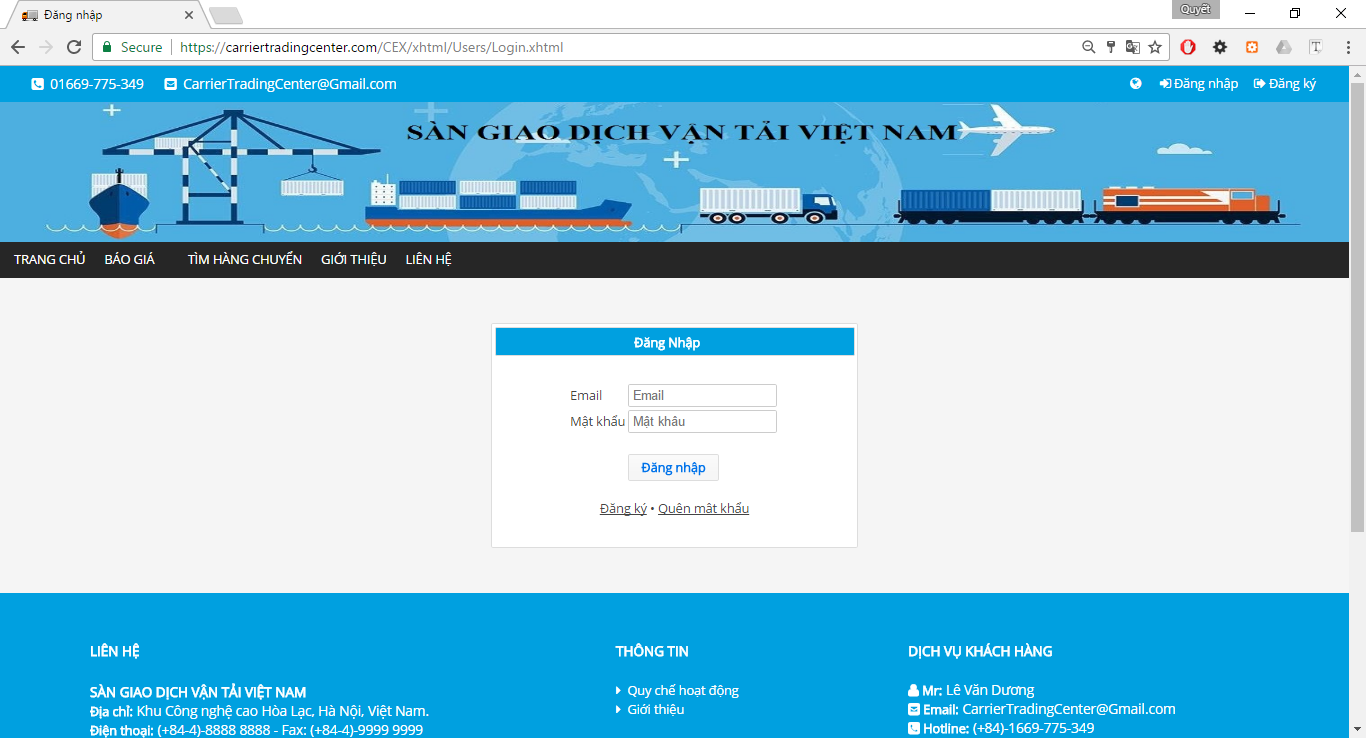 Đăng nhập
Quyết
Secure
https://carriertradingcenter.com/CEX/xhtml/Users/Login.xhtml
01669-775-349 CarrierTradingCenter@Gmail.com
Đăng nhập Đăng ký
SÀN GIAO DỊCH VẬN TẢI VIỆT NAM
TRANG CHỦ BÁO GIÁ TÌM HÀNG CHUYỂN GIỚI THIỆU LIÊN HỆ
Đăng Nhập
Email Email
Mật khẩu Mật khâu
Đăng nhập
Đăng ký • Quên mât khẩu
LIÊN HỆ
SÀN GIAO DỊCH VẬN TẢI VIỆT NAM
Địa chỉ: Khu Công nghệ cao Hòa Lạc, Hà Nội, Việt Nam.
Điện thoại: (+84-4)-8888 8888 - Fax: (+84-4)-9999 9999
THÔNG TIN
Quy chế hoạt động
Giới thiệu
DỊCH VỤ KHÁCH HÀNG
Mr: Lê Văn Dương
Email: CarrierTradingCenter@Gmail.com
Hotline: (+84)-1669-775-349